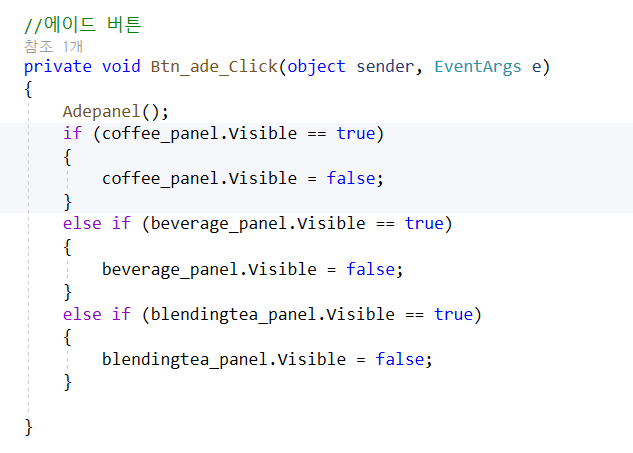 //에이드 버튼
참조 1개
private void Btn_ade_Click(object sender, EventArgs e)
{
    Adepanel();
    if (coffee_panel.Visible == true)
    {
        coffee_panel.Visible = false;
    }
    else if (beverage_panel.Visible == true)
    {
        beverage_panel.Visible = false;
    }
    else if (blendingtea_panel.Visible == true)
    {
        blendingtea_panel.Visible = false;
    }
}